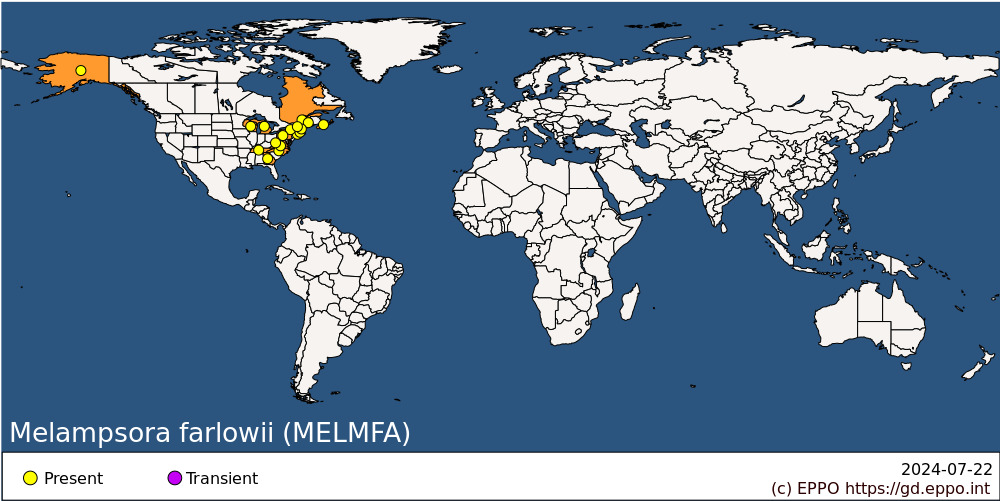 Melampsora farlowii (MELMFA)
Present
Transient
2024-07-22
(c) EPPO https://gd.eppo.int